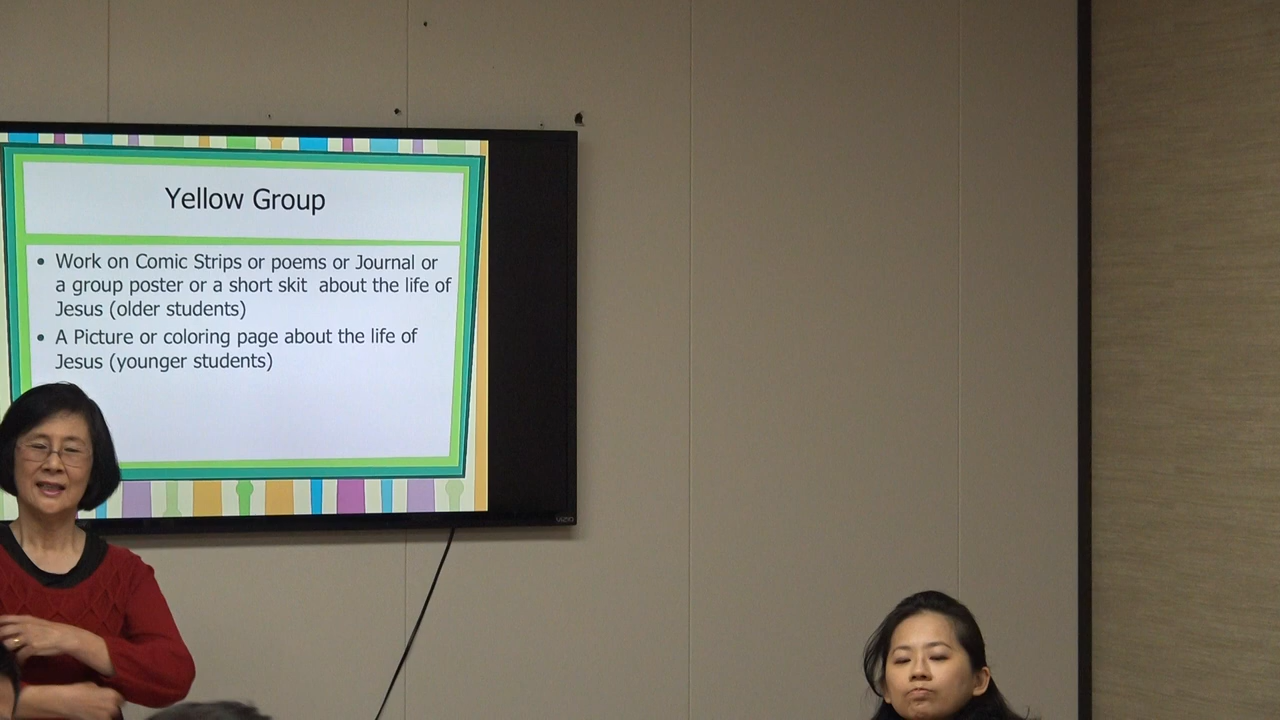 Yellow Group
• Work on Comic Strips or poems or Journal or
a group poster or a short skit about the life of
Jesus (older students)
• A Picture or coloring page about the life of
Jesus (younger students)
VIZIO